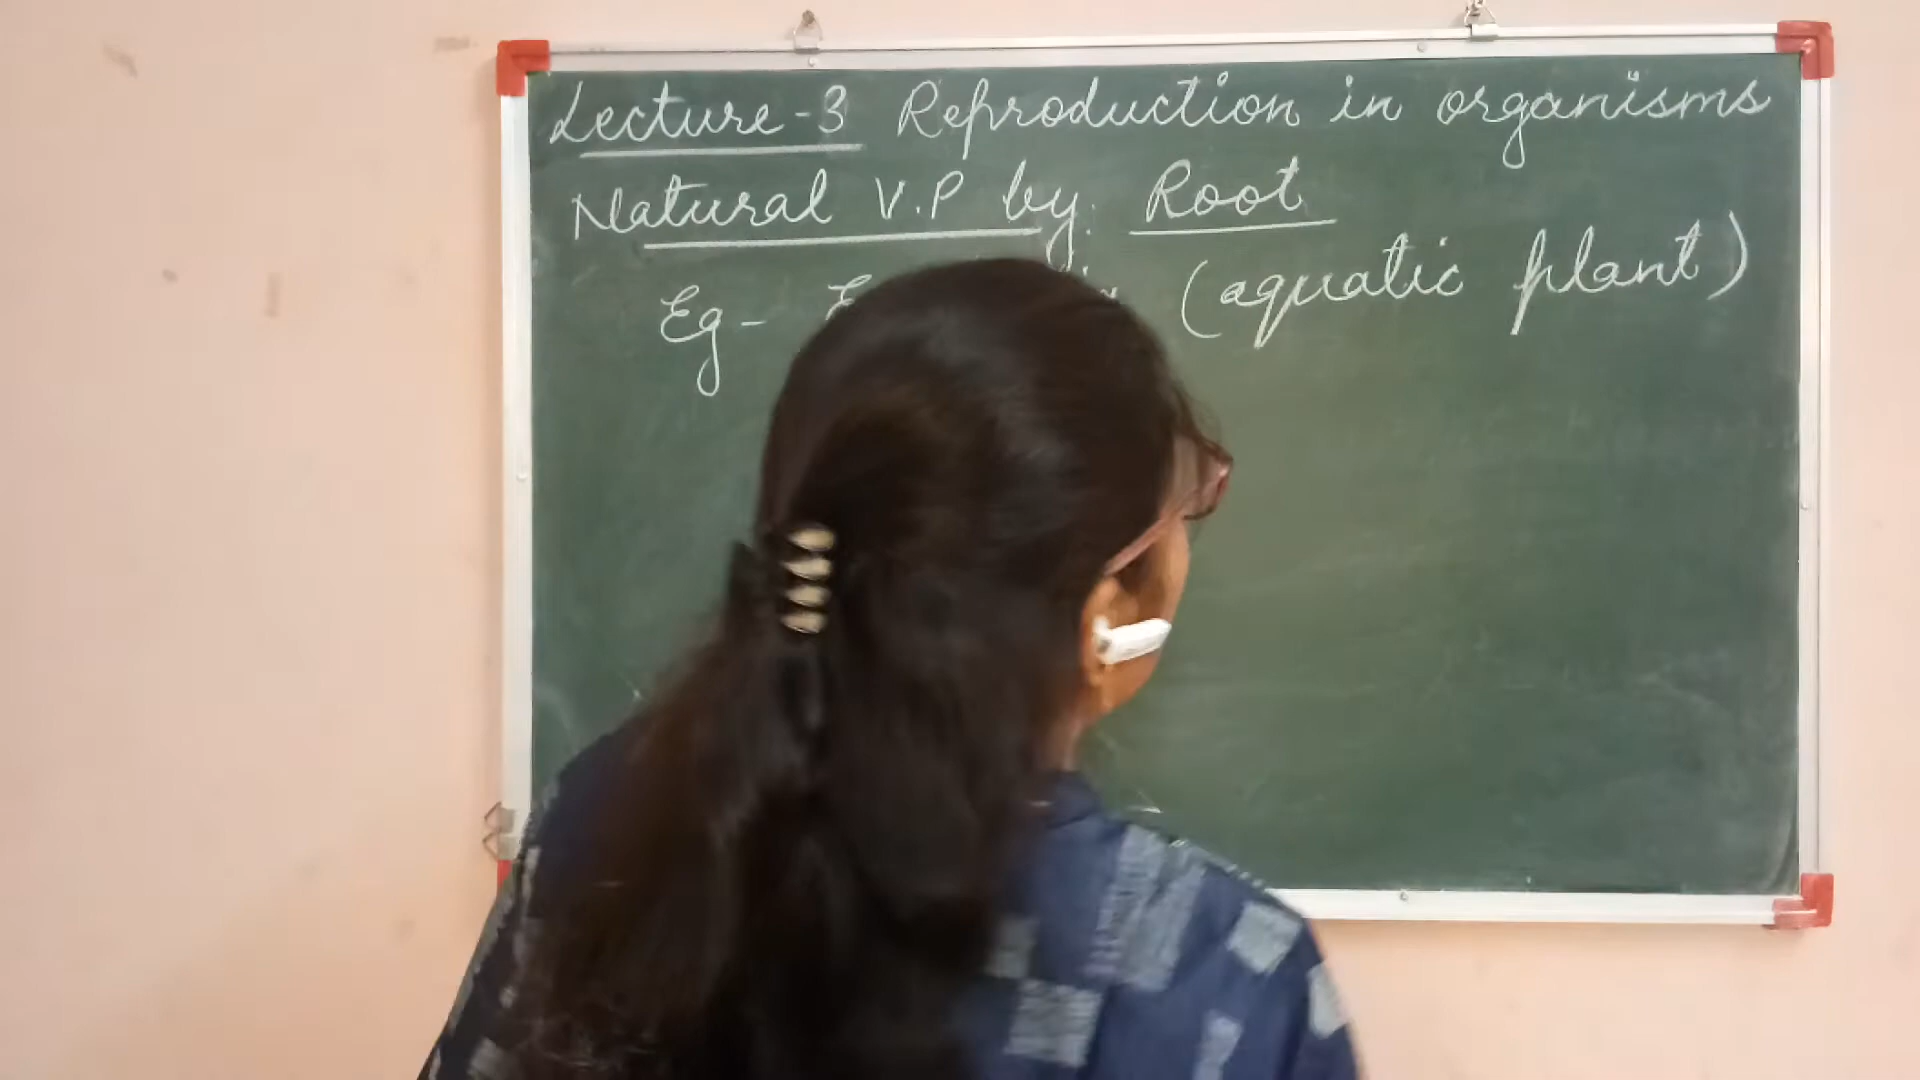 Lecture-3 Reproduction in organisms
Natural V.P by: Root
Eg- (aquatic plant)